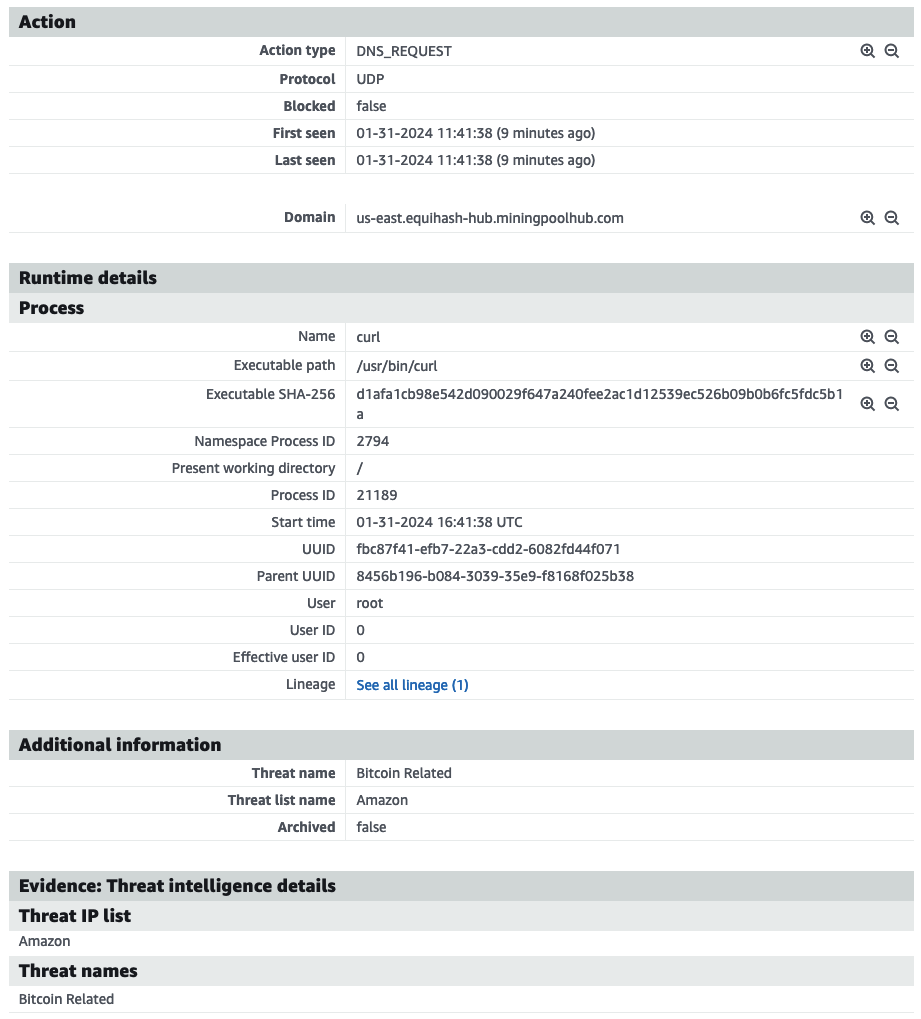 Action
Action type DNS_REQUEST
Protocol UDP
Blocked false
First seen 01-31-2024 11:41:38 (9 minutes ago)
Last seen 01-31-2024 11:41:38 (9 minutes ago)
Domain us-east.equihash-hub.miningpoolhub.com
Runtime details
Process
Name curl
Executable path /usr/bin/curl
Executable SHA-256 d1afa1cb98e542d090029f647a240fee2ac1d12539ec526b09b0b6fc5fdc5b1
a
Namespace Process ID 2794
Present working directory /
Process ID 21189
Start time 01-31-2024 16:41:38 UTC
UUID fbc87f41-efb7-22a3-cdd2-6082fd44f071
Parent UUID 8456b196-b084-3039-35e9-f8168f025b38
User root
User ID 0
Effective user ID 0
Lineage See all lineage (1)
Additional information
Threat name Bitcoin Related
Threat list name Amazon
Archived false
Evidence: Threat intelligence details
Threat IP list
Amazon
Threat names
Bitcoin Related